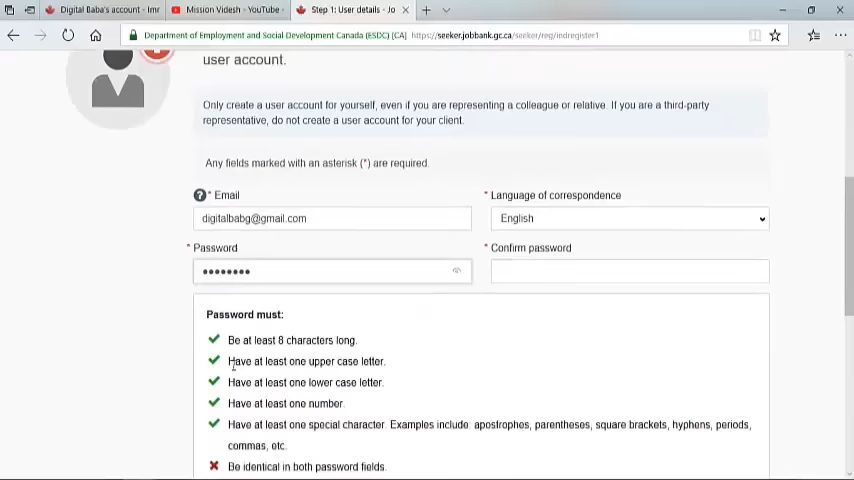 Digital Baba's account - Imr
Mission Videsh - YouTube
Step 1: User details - Jo
Department of Employment and Social Development Canada (ESDC) [CA] https://seeker.jobbank.gc.ca/seeker/reg/indregister1
user account.
Only create a user account for yourself, even if you are representing a colleague or relative. If you are a third-party
representative, do not create a user account for your client.
Any fields marked with an asterisk (*) are required.
* Email
* Language of correspondence
digitalbabg@gmail.com
English
* Password
* Confirm password
••••••••
Password must:
Be at least 8 characters long.
Have at least one upper case letter.
Have at least one lower case letter.
Have at least one number.
Have at least one special character. Examples include: apostrophes, parentheses, square brackets, hyphens, periods,
commas, etc.
Be identical in both password fields.